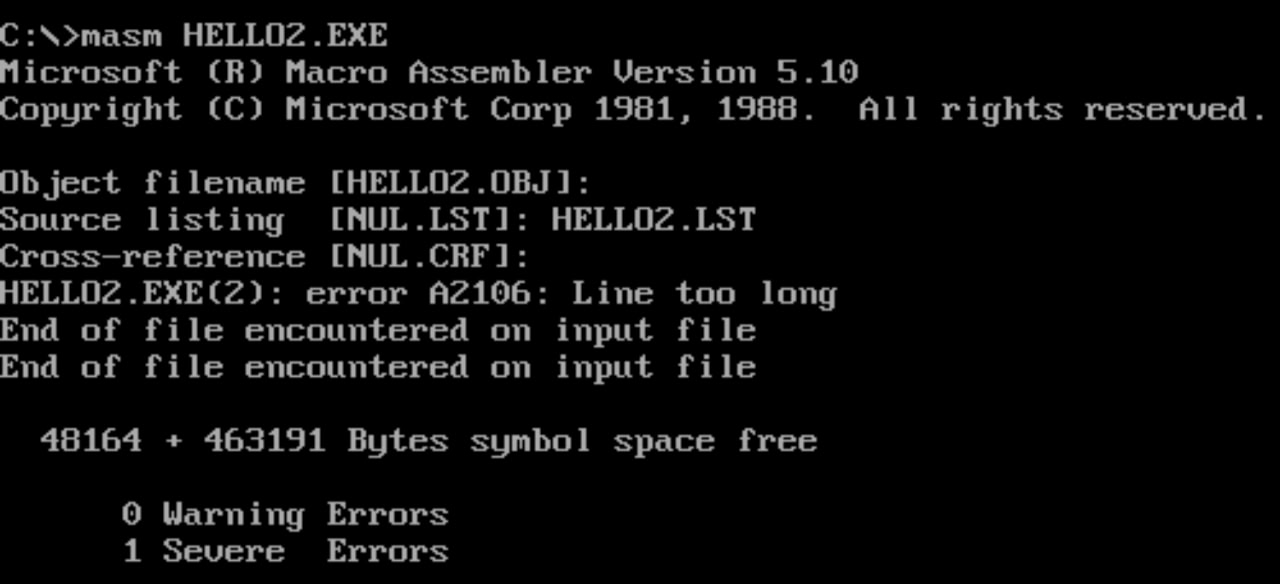 C:\>masm HELLO2.EXE
Microsoft (R) Macro Assembler Version 5.10
Copyright (C) Microsoft Corp 1981, 1988.  All rights reserved.
Object filename [HELLO2.OBJ]:
Source listing  [NUL.LST]: HELLO2.LST
Cross-reference [NUL.CRF]:
HELLO2.EXE(2): error A2106: Line too long
End of file encountered on input file
End of file encountered on input file
48164 + 463191 Bytes symbol space free
0 Warning Errors
1 Severe  Errors